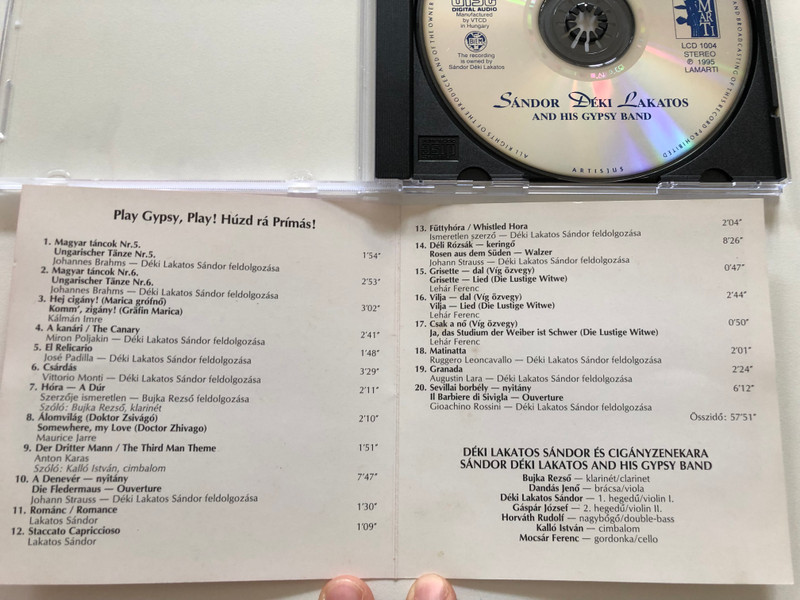 DISC
DIGITAL AUDIO
Manufactured
by VTCD
in Hungary
BIEM
The recording
is owned by
Sándor Déki Lakatos
MARTI
LCD 1004
STEREO
℗ 1995
LAMARTI
SÁNDOR DÉKI LAKATOS
AND HIS GYPSY BAND
ALL RIGHTS OF THE PRODUCER AND OF THE OWNER
AND BROADCASTING OF THIS RECORD PROHIBITED
ARTISJUS
Play Gypsy, Play! Húzd rá Prímás!
1. Magyar táncok Nr.5.
Ungarischer Tänze Nr.5. 1'54"
Johannes Brahms — Déki Lakatos Sándor feldolgozása
2. Magyar táncok Nr.6.
Ungarischer Tänze Nr.6. 2'53"
Johannes Brahms — Déki Lakatos Sándor feldolgozása
3. Hej cigány! (Marica grófnő)
Komm', zigány! (Gräfin Marica) 3'02"
Kálmán Imre
4. A kanári / The Canary
Miron Poljakin — Déki Lakatos Sándor feldolgozása 2'41"
5. El Relicario
José Padilla — Déki Lakatos Sándor feldolgozása 1'48"
6. Csárdás
Vittorio Monti — Déki Lakatos Sándor feldolgozása 3'29"
7. Hóra — A Dúr
Szerzője ismeretlen — Bujka Rezső feldolgozása 2'11"
Szóló: Bujka Rezső, klarinét
8. Álomvilág (Doktor Zsivágó) 2'10"
Somewhere, my Love (Doctor Zhivago)
Maurice Jarre
9. Der Dritter Mann / The Third Man Theme 1'51"
Anton Karas
Szóló: Kalló István, cimbalom
10. A Denevér — nyitány 7'47"
Die Fledermaus — Ouverture
Johann Strauss — Déki Lakatos Sándor feldolgozása
11. Románc / Romance 1'30"
Lakatos Sándor
12. Staccato Capriccioso 1'09"
Lakatos Sándor
13. Füttyhóra / Whistled Hora 2'04"
Ismeretlen szerző — Déki Lakatos Sándor feldolgozása
14. Déli Rózsák — keringő 8'26"
Rosen aus dem Süden — Walzer
Johann Strauss — Déki Lakatos Sándor feldolgozása
15. Grisette — dal (Víg özvegy) 0'47"
Grisette — Lied (Die Lustige Witwe)
Lehár Ferenc
16. Vilja — dal (Víg özvegy) 2'44"
Vilja — Lied (Die Lustige Witwe)
Lehár Ferenc
17. Csak a nő (Víg özvegy) 0'50"
Ja, das Studium der Weiber ist Schwer (Die Lustige Witwe)
Lehár Ferenc
18. Matinatta 2'01"
Ruggero Leoncavallo — Déki Lakatos Sándor feldolgozása
19. Granada 2'24"
Augustin Lara — Déki Lakatos Sándor feldolgozása
20. Sevillai borbély — nyitány 6'12"
Il Barbiere di Sivigla — Ouverture
Gioachino Rossini — Déki Lakatos Sándor feldolgozása
Összidő: 57'51"
DÉKI LAKATOS SÁNDOR ÉS CIGÁNYZENEKARA
SÁNDOR DÉKI LAKATOS AND HIS GYPSY BAND
Bujka Rezső — klarinét/clarinet
Dandás Jenő — brácsa/viola
Déki Lakatos Sándor — 1. hegedű/violin I.
Gáspár József — 2. hegedű/violin II.
Horváth Rudolf — nagybőgő/double-bass
Kalló István — cimbalom
Mocsár Ferenc — gordonka/cello